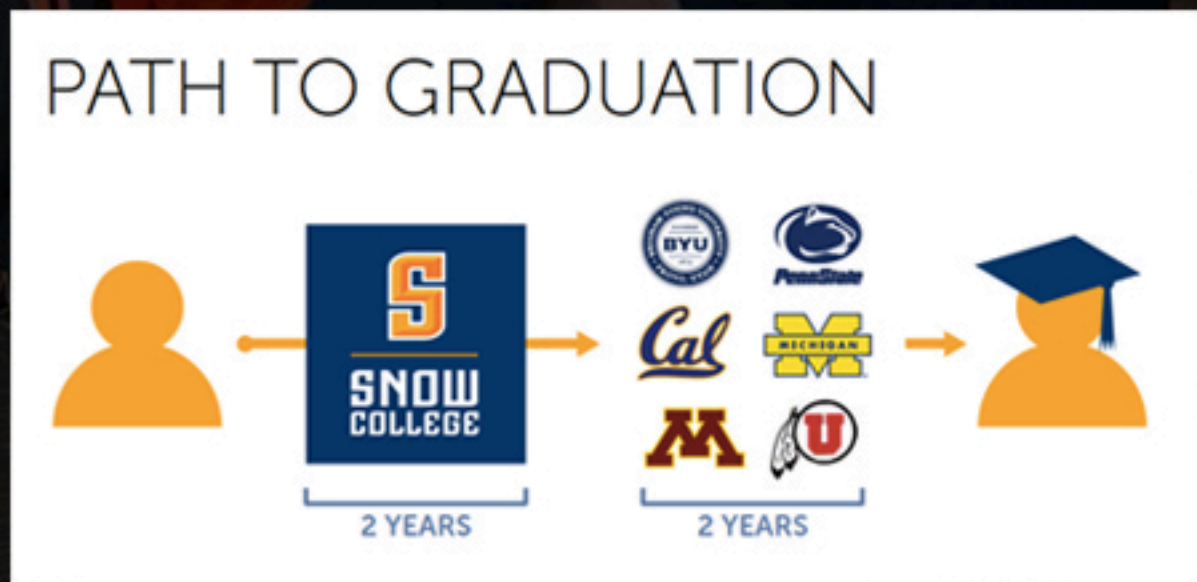 PATH TO GRADUATION
S
SNOW
COLLEGE
BYU
PennState
Cal
M
MICHIGAN
M
U
2 YEARS
2 YEARS